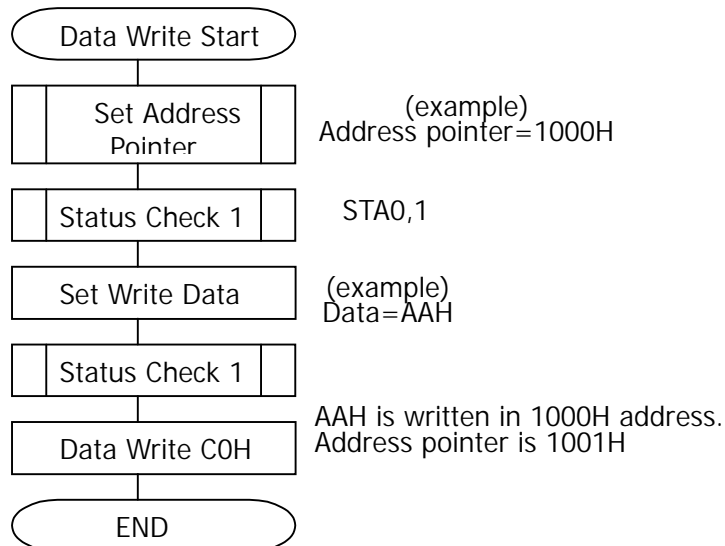 Data Write Start
Set Address
Pointer
(example)
Address pointer=1000H
Status Check 1
STA0,1
Set Write Data
(example)
Data=AAH
Status Check 1
AAH is written in 1000H address.
Address pointer is 1001H
Data Write C0H
END